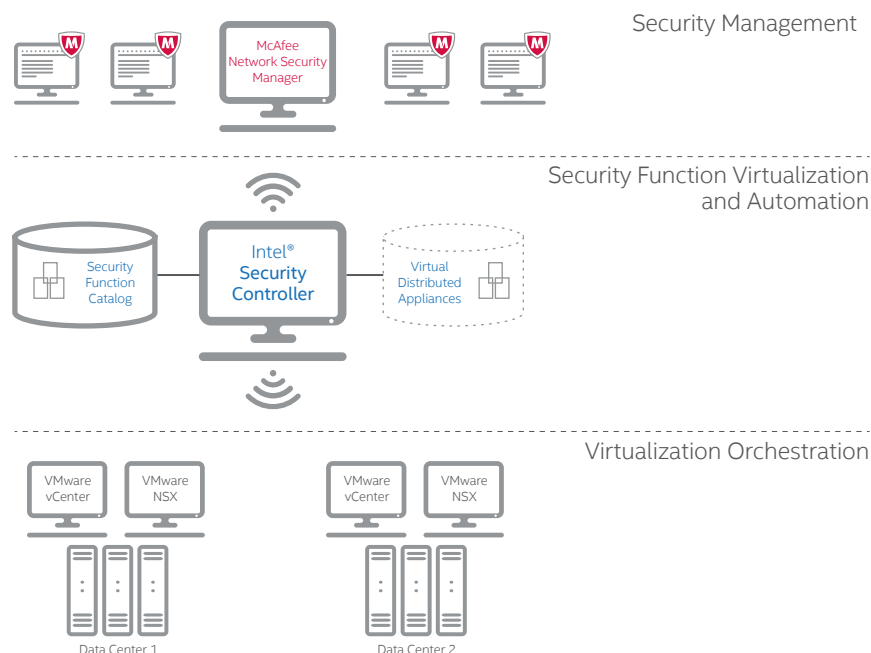 Security Management
M
M
McAfee
Network Security
Manager
M
M
Security Function Virtualization
and Automation
Security
Function
Catalog
Intel®
Security
Controller
Virtual
Distributed
Appliances
Virtualization Orchestration
VMware
vCenter
VMware
NSX
VMware
vCenter
VMware
NSX
Data Center 1
Data Center 2